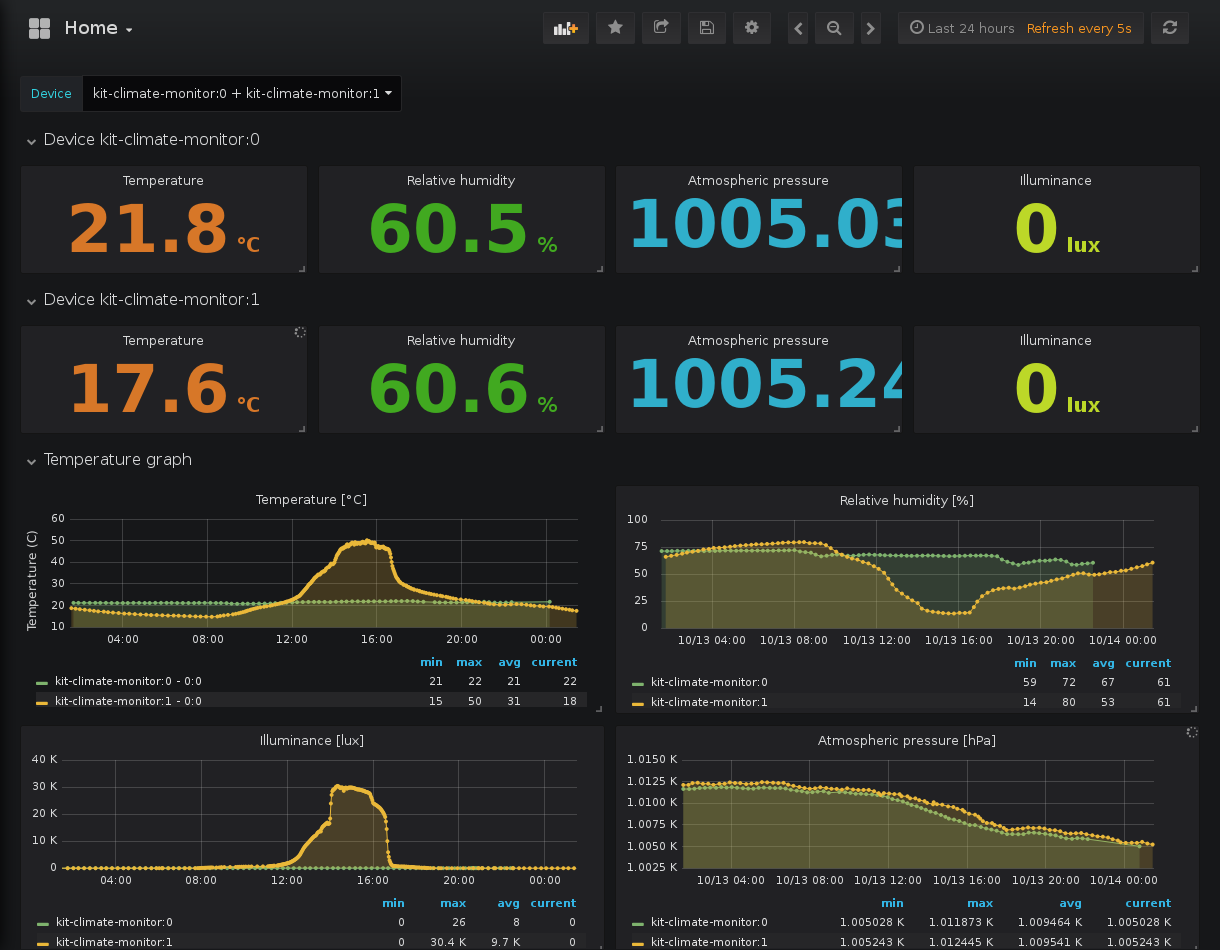 Home
Last 24 hours Refresh every 5s
Device kit-climate-monitor:0 + kit-climate-monitor:1
Device kit-climate-monitor:0
Temperature Relative humidity Atmospheric pressure Illuminance
21.8 °C 60.5 % 1005.03 0 lux
Device kit-climate-monitor:1
Temperature Relative humidity Atmospheric pressure Illuminance
17.6 °C 60.6 % 1005.24 0 lux
Temperature graph
Temperature [°C]
Temperature (C)
60
50
40
30
20
10
04:00 08:00 12:00 16:00 20:00 00:00
min max avg current
kit-climate-monitor:0 - 0:0 21 22 21 22
kit-climate-monitor:1 - 0:0 15 50 31 18
Relative humidity [%]
100
75
50
25
0
10/13 04:00 10/13 08:00 10/13 12:00 10/13 16:00 10/13 20:00 10/14 00:00
min max avg current
kit-climate-monitor:0 59 72 67 61
kit-climate-monitor:1 14 80 53 61
Illuminance [lux]
40 K
30 K
20 K
10 K
0
04:00 08:00 12:00 16:00 20:00 00:00
min max avg current
kit-climate-monitor:0 0 26 8 0
kit-climate-monitor:1 0 30.4 K 9.7 K 0
Atmospheric pressure [hPa]
1.0150 K
1.0125 K
1.0100 K
1.0075 K
1.0050 K
1.0025 K
10/13 04:00 10/13 08:00 10/13 12:00 10/13 16:00 10/13 20:00 10/14 00:00
min max avg current
kit-climate-monitor:0 1.005028 K 1.011873 K 1.009464 K 1.005028 K
kit-climate-monitor:1 1.005243 K 1.012445 K 1.009541 K 1.005243 K